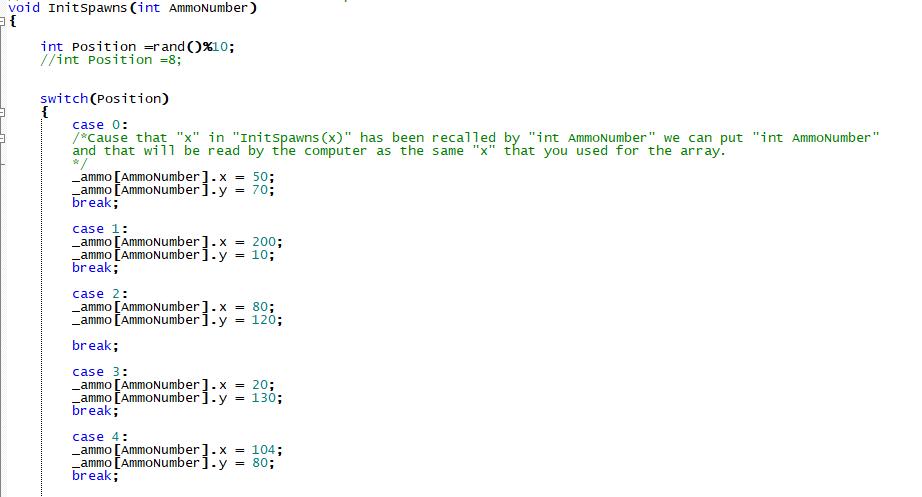 void InitSpawns(int AmmoNumber)
{
int Position =rand()%10;
//int Position =8;
switch(Position)
{
case 0:
/*Cause that "x" in "InitSpawns(x)" has been recalled by "int AmmoNumber" we can put "int AmmoNumber"
and that will be read by the computer as the same "x" that you used for the array.
*/
_ammo[AmmoNumber].x = 50;
_ammo[AmmoNumber].y = 70;
break;
case 1:
_ammo[AmmoNumber].x = 200;
_ammo[AmmoNumber].y = 10;
break;
case 2:
_ammo[AmmoNumber].x = 80;
_ammo[AmmoNumber].y = 120;
break;
case 3:
_ammo[AmmoNumber].x = 20;
_ammo[AmmoNumber].y = 130;
break;
case 4:
_ammo[AmmoNumber].x = 104;
_ammo[AmmoNumber].y = 80;
break;